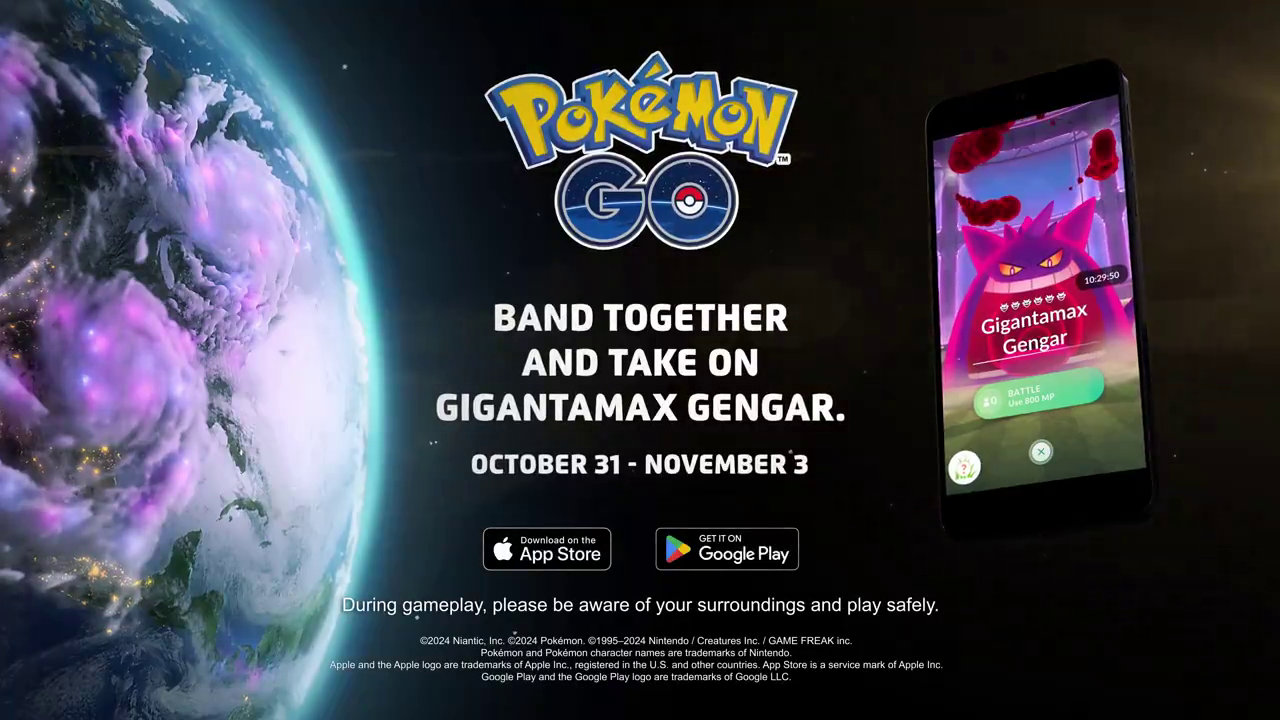 POKéMON
TM
GO
BAND TOGETHER
AND TAKE ON
GIGANTAMAX GENGAR.
OCTOBER 31 - NOVEMBER 3
10:29:50
Gigantamax
Gengar
BATTLE
Use 800 MP
?
Download on the
App Store
GET IT ON
Google Play
During gameplay, please be aware of your surroundings and play safely.
©2024 Niantic, Inc. ©2024 Pokémon. ©1995–2024 Nintendo / Creatures Inc. / GAME FREAK inc.
Pokémon and Pokémon character names are trademarks of Nintendo.
Apple and the Apple logo are trademarks of Apple Inc., registered in the U.S. and other countries. App Store is a service mark of Apple Inc.
Google Play and the Google Play logo are trademarks of Google LLC.